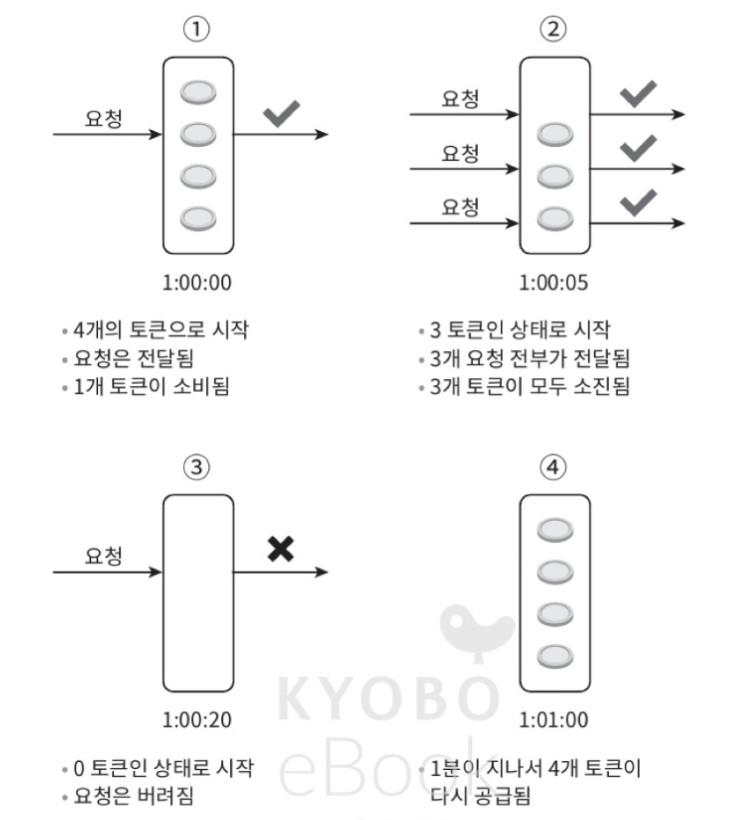 ①
요청
1:00:00
• 4개의 토큰으로 시작
• 요청은 전달됨
• 1개 토큰이 소비됨
②
요청
요청
요청
1:00:05
• 3 토큰인 상태로 시작
• 3개 요청 전부가 전달됨
• 3개 토큰이 모두 소진됨
③
요청
1:00:20
• 0 토큰인 상태로 시작
• 요청은 버려짐
④
1:01:00
• 1분이 지나서 4개 토큰이
다시 공급됨
KYOBO
eBook